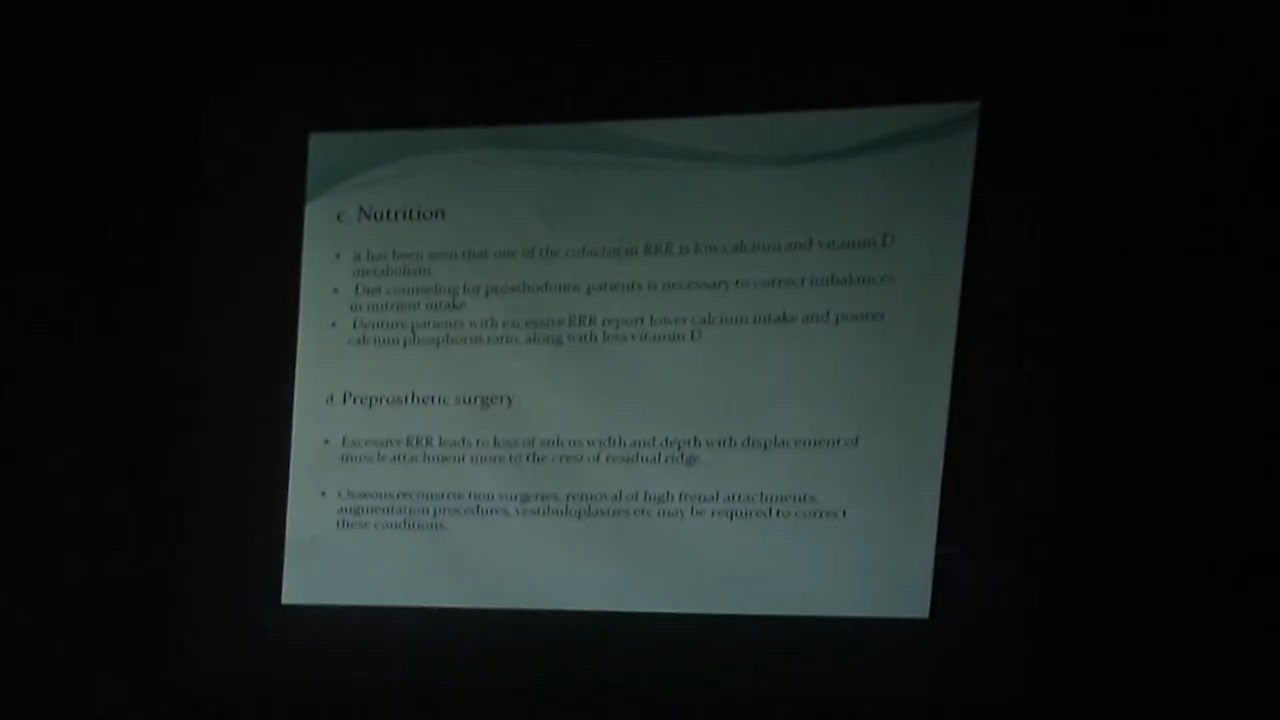 c Nutrition
• it has been seen that one of the cofactor in RRR is low calcium and vitamin D
metabolism
• Diet counseling for prosthodontic patients is necessary to correct imbalances
in nutrient intake
• Denture patients with excessive RRR report lower calcium intake and poorer
calcium phosphorus ratio, along with less vitamin D
d. Preprosthetic surgery
• Excessive RRR leads to loss of sulcus width and depth with displacement of
muscle attachment more to the crest of residual ridge.
• Osseous reconstruction surgeries, removal of high frenal attachments,
augmentation procedures, vestibuloplasties etc may be required to correct
these conditions.